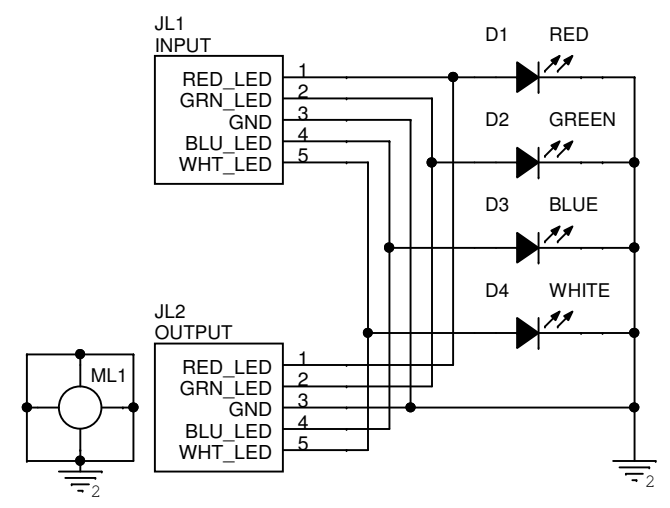 JL1
INPUT
RED_LED 1
GRN_LED 2
GND 3
BLU_LED 4
WHT_LED 5
D1 RED
D2 GREEN
D3 BLUE
D4 WHITE
JL2
OUTPUT
RED_LED 1
GRN_LED 2
GND 3
BLU_LED 4
WHT_LED 5
ML1
2
2